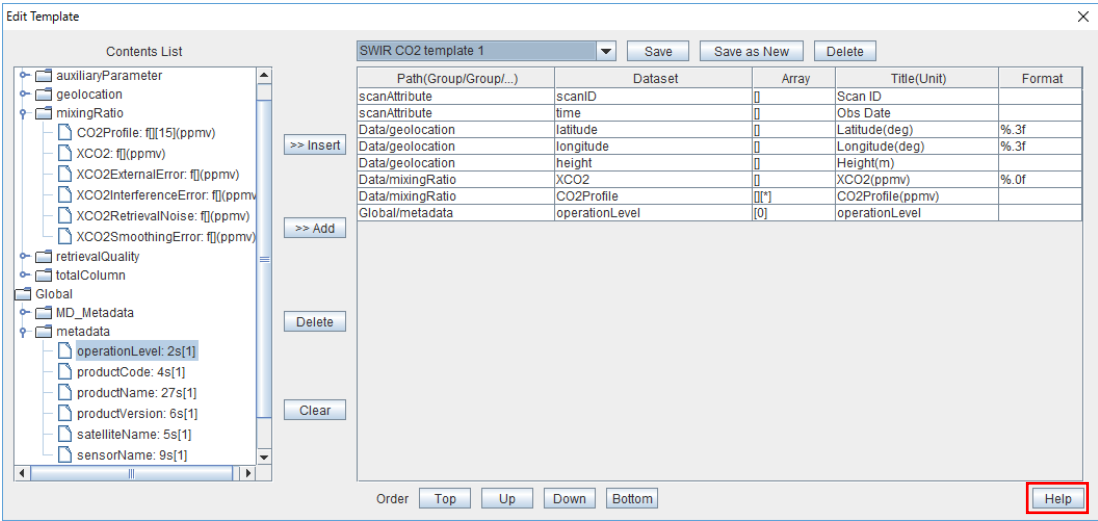 Edit Template
Contents List
auxiliaryParameter
geolocation
mixingRatio
CO2Profile: f[][15](ppmv)
XCO2: f[](ppmv)
XCO2ExternalError: f[](ppmv)
XCO2InterferenceError: f[](ppmv
XCO2RetrievalNoise: f[](ppmv)
XCO2SmoothingError: f[](ppmv)
retrievalQuality
totalColumn
Global
MD_Metadata
metadata
operationLevel: 2s[1]
productCode: 4s[1]
productName: 27s[1]
productVersion: 6s[1]
satelliteName: 5s[1]
sensorName: 9s[1]
>> Insert
>> Add
Delete
Clear
SWIR CO2 template 1 Save Save as New Delete
Path(Group/Group/...) Dataset Array Title(Unit) Format
scanAttribute scanID [] Scan ID
scanAttribute time [] Obs Date
Data/geolocation latitude [] Latitude(deg) %.3f
Data/geolocation longitude [] Longitude(deg) %.3f
Data/geolocation height [] Height(m)
Data/mixingRatio XCO2 [] XCO2(ppmv) %.0f
Data/mixingRatio CO2Profile [][*] CO2Profile(ppmv)
Global/metadata operationLevel [0] operationLevel
Order Top Up Down Bottom Help